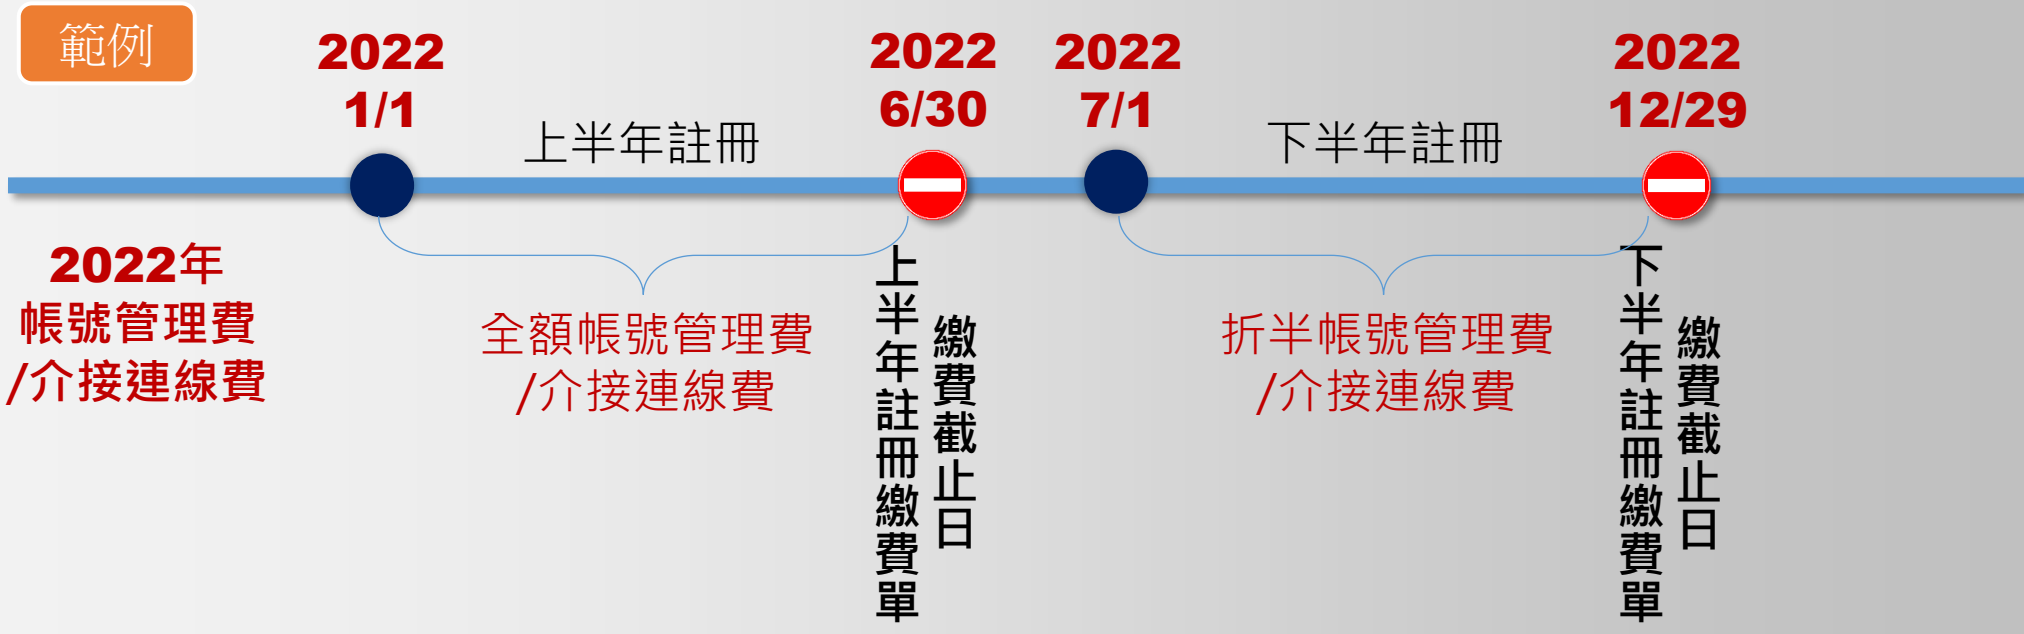 範例
2022
1/1
2022
6/30
2022
7/1
2022
12/29
上半年註冊
下半年註冊
2022年
帳號管理費
/介接連線費
全額帳號管理費
/介接連線費
上半年註冊繳費單
繳費截止日
折半帳號管理費
/介接連線費
下半年註冊繳費單
繳費截止日